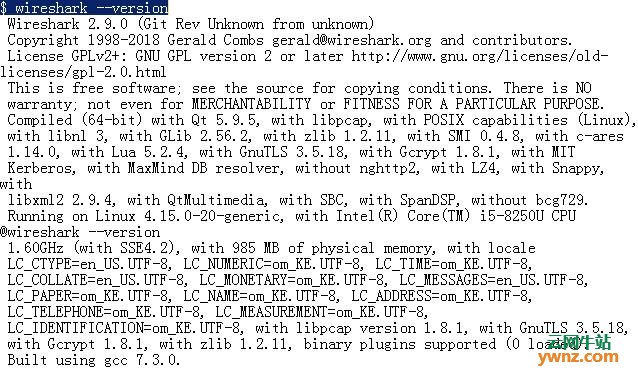 $ wireshark --version
Wireshark 2.9.0 (Git Rev Unknown from unknown)
Copyright 1998-2018 Gerald Combs gerald@wireshark.org and contributors.
License GPLv2+: GNU GPL version 2 or later http://www.gnu.org/licenses/old-
licenses/gpl-2.0.html
This is free software; see the source for copying conditions. There is NO
warranty; not even for MERCHANTABILITY or FITNESS FOR A PARTICULAR PURPOSE.
Compiled (64-bit) with Qt 5.9.5, with libpcap, with POSIX capabilities (Linux),
with libnl 3, with GLib 2.56.2, with zlib 1.2.11, with SMI 0.4.8, with c-ares
1.14.0, with Lua 5.2.4, with GnuTLS 3.5.18, with Gcrypt 1.8.1, with MIT
Kerberos, with MaxMind DB resolver, without nghttp2, with LZ4, with Snappy,
with
libxml2 2.9.4, with QtMultimedia, with SBC, with SpanDSP, without bcg729.
Running on Linux 4.15.0-20-generic, with Intel(R) Core(TM) i5-8250U CPU
@wireshark --version
1.60GHz (with SSE4.2), with 985 MB of physical memory, with locale
LC_CTYPE=en_US.UTF-8, LC_NUMERIC=om_KE.UTF-8, LC_TIME=om_KE.UTF-8,
LC_COLLATE=en_US.UTF-8, LC_MONETARY=om_KE.UTF-8, LC_MESSAGES=en_US.UTF-8,
LC_PAPER=om_KE.UTF-8, LC_NAME=om_KE.UTF-8, LC_ADDRESS=om_KE.UTF-8,
LC_TELEPHONE=om_KE.UTF-8, LC_MEASUREMENT=om_KE.UTF-8,
LC_IDENTIFICATION=om_KE.UTF-8, with libpcap version 1.8.1, with GnuTLS 3.5.18,
with Gcrypt 1.8.1, with zlib 1.2.11, binary plugins supported (0 loaded).
Built using gcc 7.3.0.
云网牛站
ywnz.com